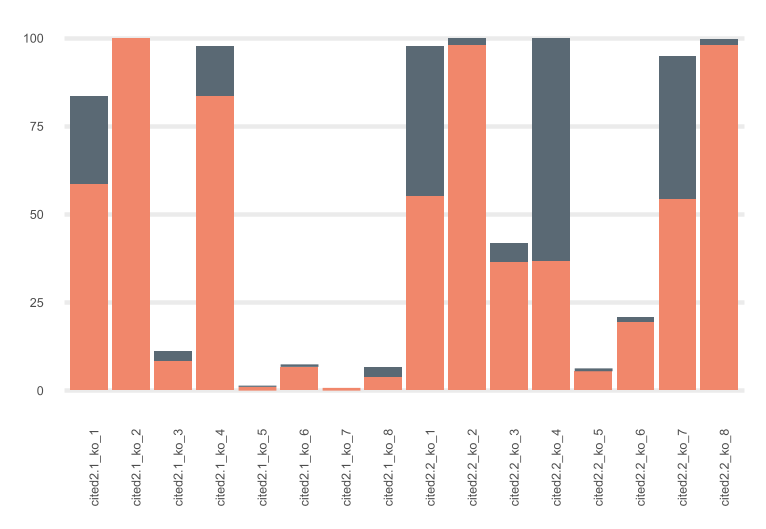 100
75
50
25
0
cited2.1_ko_1
cited2.1_ko_2
cited2.1_ko_3
cited2.1_ko_4
cited2.1_ko_5
cited2.1_ko_6
cited2.1_ko_7
cited2.1_ko_8
cited2.2_ko_1
cited2.2_ko_2
cited2.2_ko_3
cited2.2_ko_4
cited2.2_ko_5
cited2.2_ko_6
cited2.2_ko_7
cited2.2_ko_8